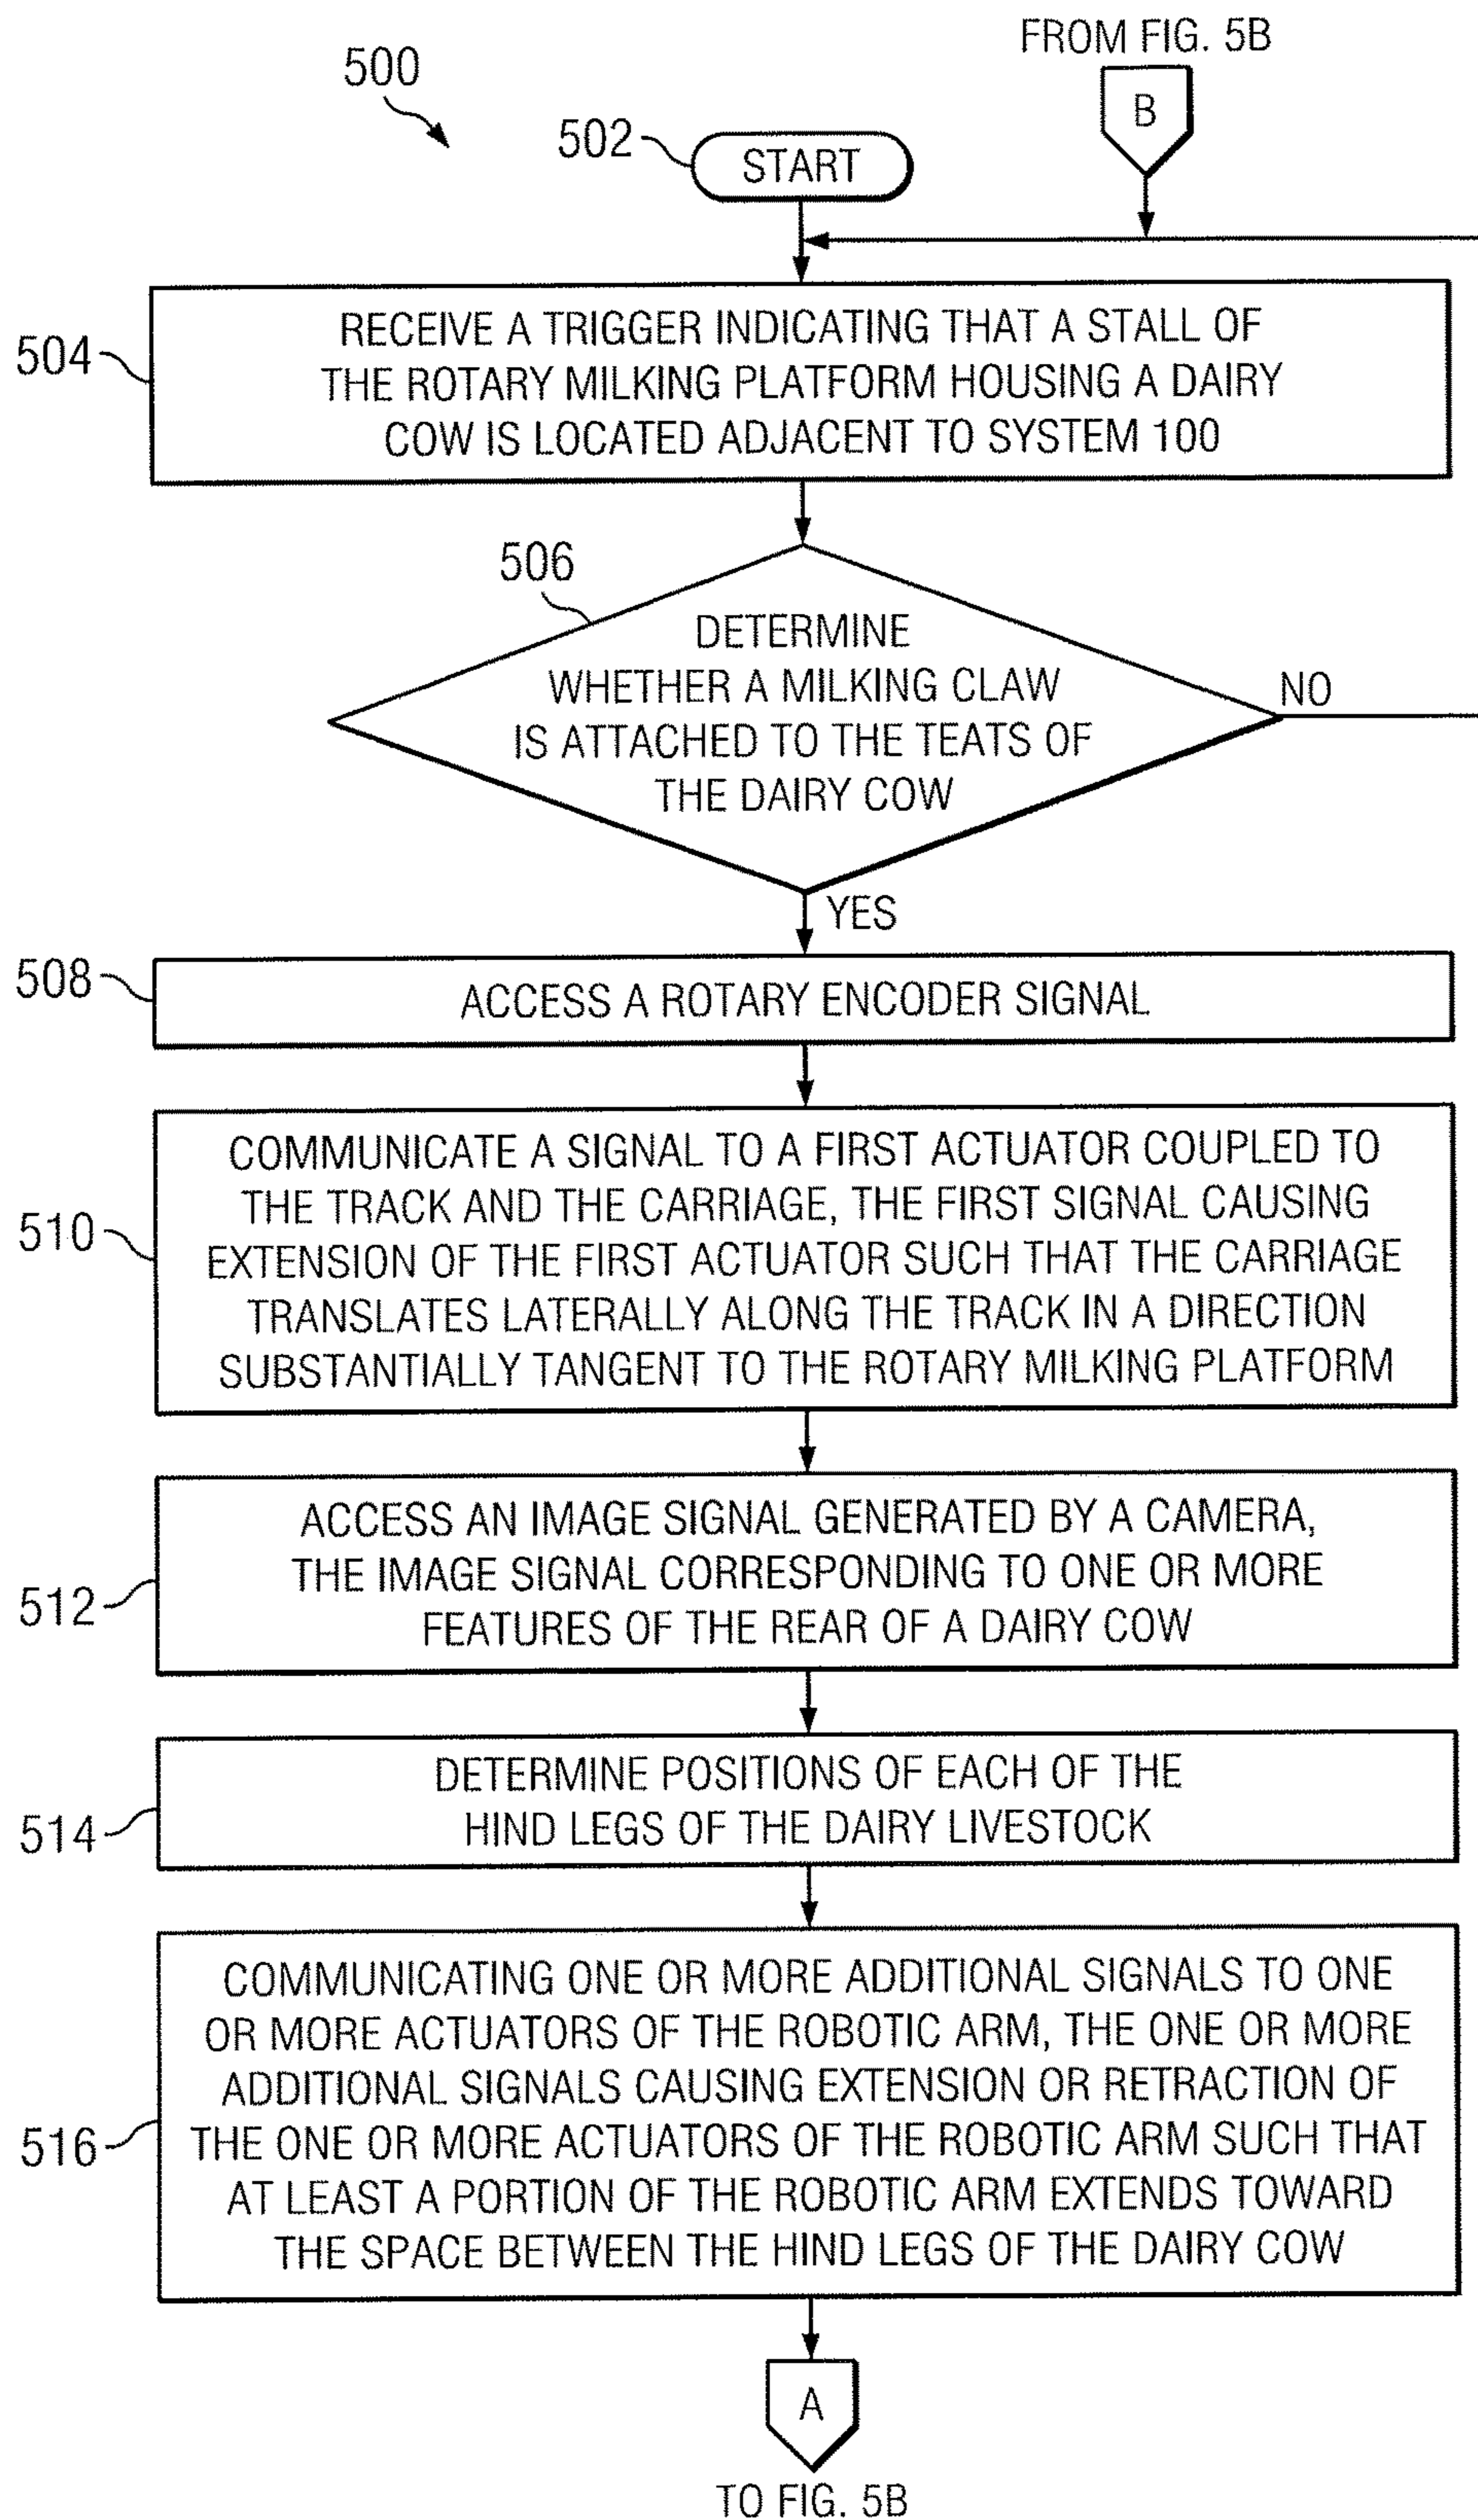 FROM FIG. 5B
500
B
502
START
504
RECEIVE A TRIGGER INDICATING THAT A STALL OF
THE ROTARY MILKING PLATFORM HOUSING A DAIRY
COW IS LOCATED ADJACENT TO SYSTEM 100
506
DETERMINE
WHETHER A MILKING CLAW
IS ATTACHED TO THE TEATS OF
THE DAIRY COW
NO
YES
508
ACCESS A ROTARY ENCODER SIGNAL
510
COMMUNICATE A SIGNAL TO A FIRST ACTUATOR COUPLED TO
THE TRACK AND THE CARRIAGE, THE FIRST SIGNAL CAUSING
EXTENSION OF THE FIRST ACTUATOR SUCH THAT THE CARRIAGE
TRANSLATES LATERALLY ALONG THE TRACK IN A DIRECTION
SUBSTANTIALLY TANGENT TO THE ROTARY MILKING PLATFORM
512
ACCESS AN IMAGE SIGNAL GENERATED BY A CAMERA,
THE IMAGE SIGNAL CORRESPONDING TO ONE OR MORE
FEATURES OF THE REAR OF A DAIRY COW
514
DETERMINE POSITIONS OF EACH OF THE
HIND LEGS OF THE DAIRY LIVESTOCK
516
COMMUNICATING ONE OR MORE ADDITIONAL SIGNALS TO ONE
OR MORE ACTUATORS OF THE ROBOTIC ARM, THE ONE OR MORE
ADDITIONAL SIGNALS CAUSING EXTENSION OR RETRACTION OF
THE ONE OR MORE ACTUATORS OF THE ROBOTIC ARM SUCH THAT
AT LEAST A PORTION OF THE ROBOTIC ARM EXTENDS TOWARD
THE SPACE BETWEEN THE HIND LEGS OF THE DAIRY COW
A
TO FIG. 5B